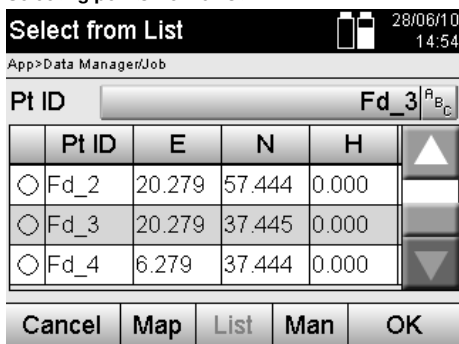 Select from List 28/06/10
14:54
App>Data Manager/Job
Pt ID Fd_3 ABC
Pt ID E N H
Fd_2 20.279 57.444 0.000
Fd_3 20.279 37.445 0.000
Fd_4 6.279 37.444 0.000
Cancel Map List Man OK